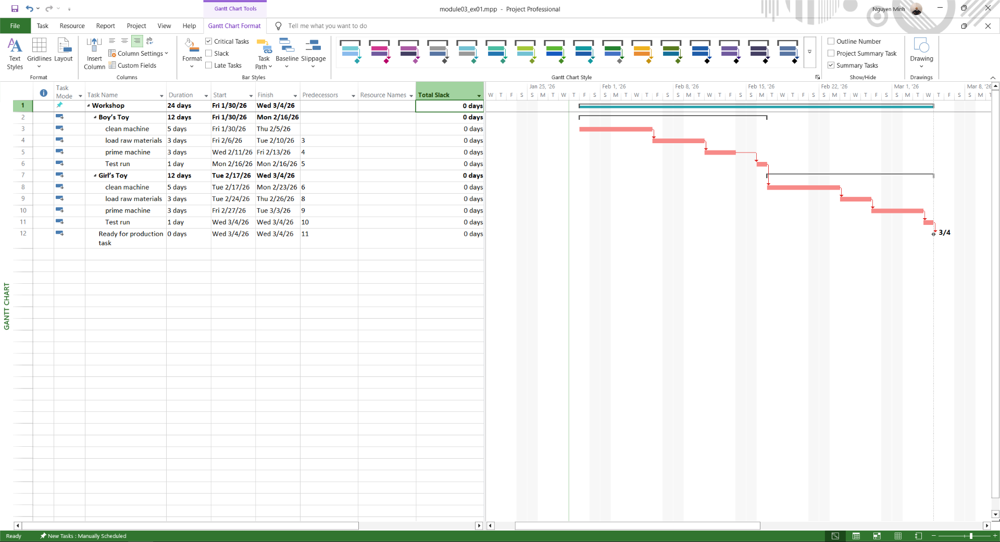 Gantt Chart Tools
module03_ex01.mpp - Project Professional
Nguyen Minh
File Task Resource Report Project View Help Gantt Chart Format Tell me what you want to do
Text Styles
Gridlines
Layout
Format
Insert Column
ab c
Column Settings
Custom Fields
Columns
Format
Critical Tasks
Slack
Late Tasks
Task Path
Baseline
Slippage
Bar Styles
Gantt Chart Style
Outline Number
Project Summary Task
Summary Tasks
Show/Hide
Drawing
Drawings
Task Mode Task Name Duration Start Finish Predecessors Resource Names Total Slack
Jan 25, '26 Feb 1, '26 Feb 8, '26 Feb 15, '26 Feb 22, '26 Mar 1, '26 Mar 8, '26
W T F S S M T W T F S S M T W T F S S M T W T F S S M T W T F S S M T W T F S S M T W T F S S M
1 Workshop 24 days Fri 1/30/26 Wed 3/4/26 0 days
2 Boy's Toy 12 days Fri 1/30/26 Mon 2/16/26 0 days
3 clean machine 5 days Fri 1/30/26 Thu 2/5/26 0 days
4 load raw materials 3 days Fri 2/6/26 Tue 2/10/26 3 0 days
5 prime machine 3 days Wed 2/11/26 Fri 2/13/26 4 0 days
6 Test run 1 day Mon 2/16/26 Mon 2/16/26 5 0 days
7 Girl's Toy 12 days Tue 2/17/26 Wed 3/4/26 0 days
8 clean machine 5 days Tue 2/17/26 Mon 2/23/26 6 0 days
9 load raw materials 3 days Tue 2/24/26 Thu 2/26/26 8 0 days
10 prime machine 3 days Fri 2/27/26 Tue 3/3/26 9 0 days
11 Test run 1 day Wed 3/4/26 Wed 3/4/26 10 0 days
12 Ready for production 0 days Wed 3/4/26 Wed 3/4/26 11 0 days
task
3/4
GANTT CHART
Ready New Tasks : Manually Scheduled